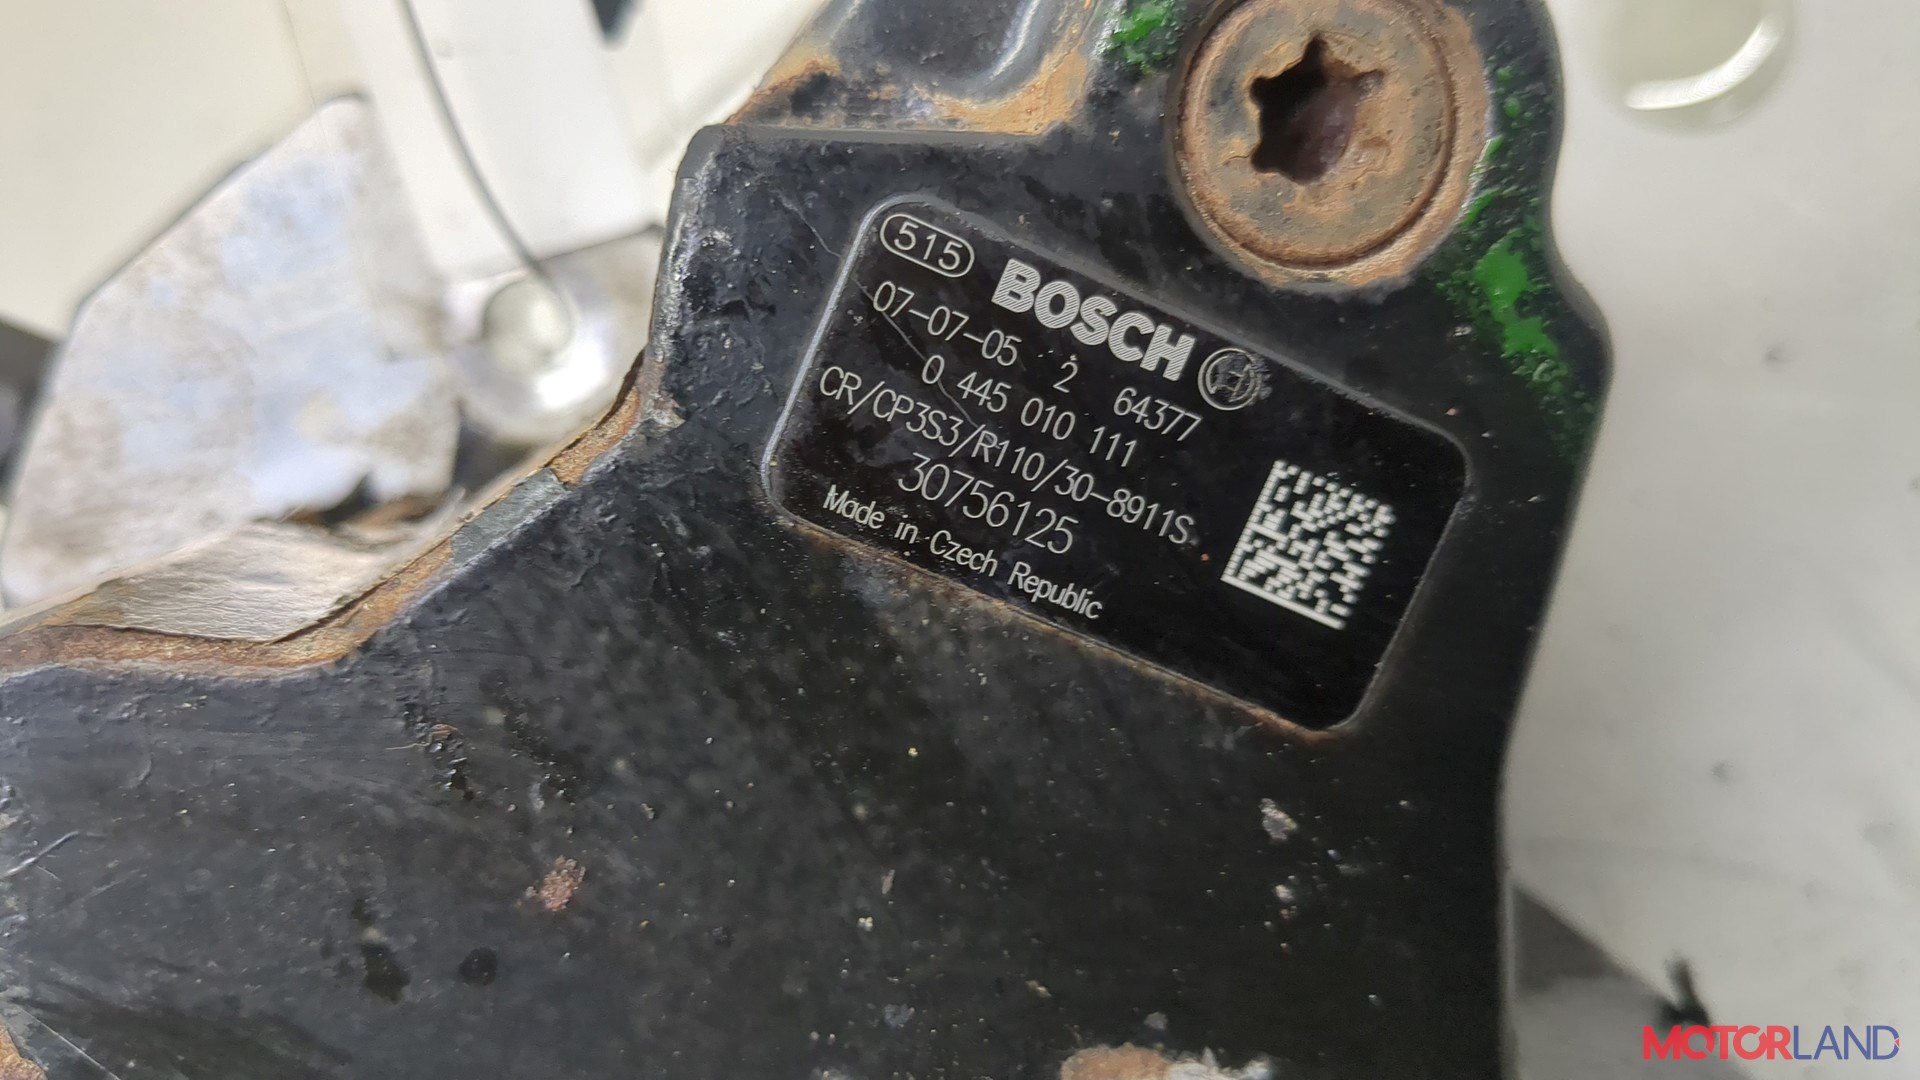 515 BOSCH
07-07-05 2 64377
0 445 010 111
CR/CP3S3/R110/30-8911S
30756125
Made in Czech Republic
MOTORLAND